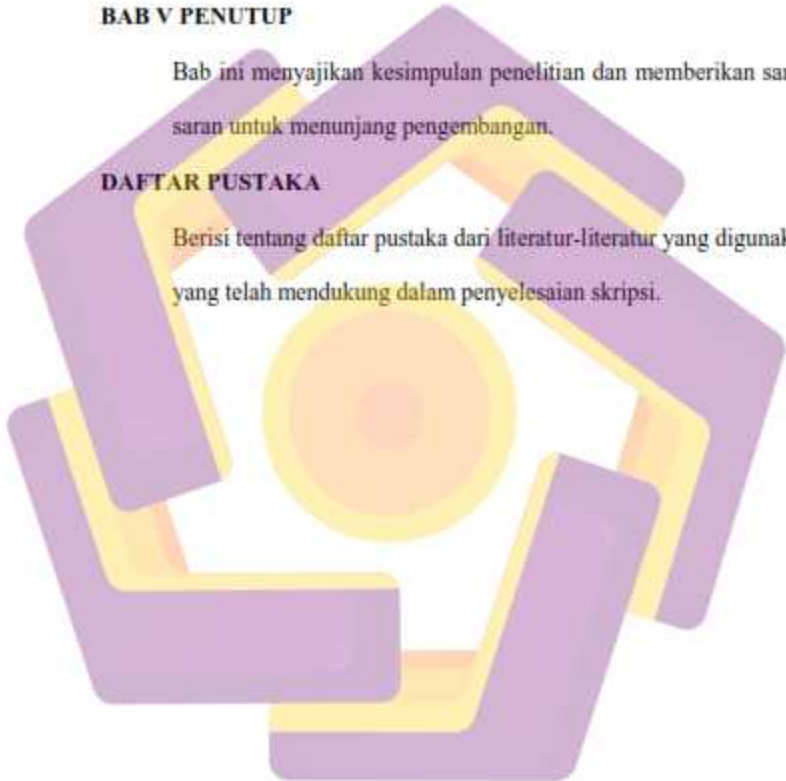 BAB V PENUTUP
Bab ini menyajikan kesimpulan penelitian dan memberikan
saran untuk menunjang pengembangan.
DAFTAR PUSTAKA
Berisi tentang daftar pustaka dari literatur-literatur yang
yang telah mendukung dalam penyelesaian skripsi.